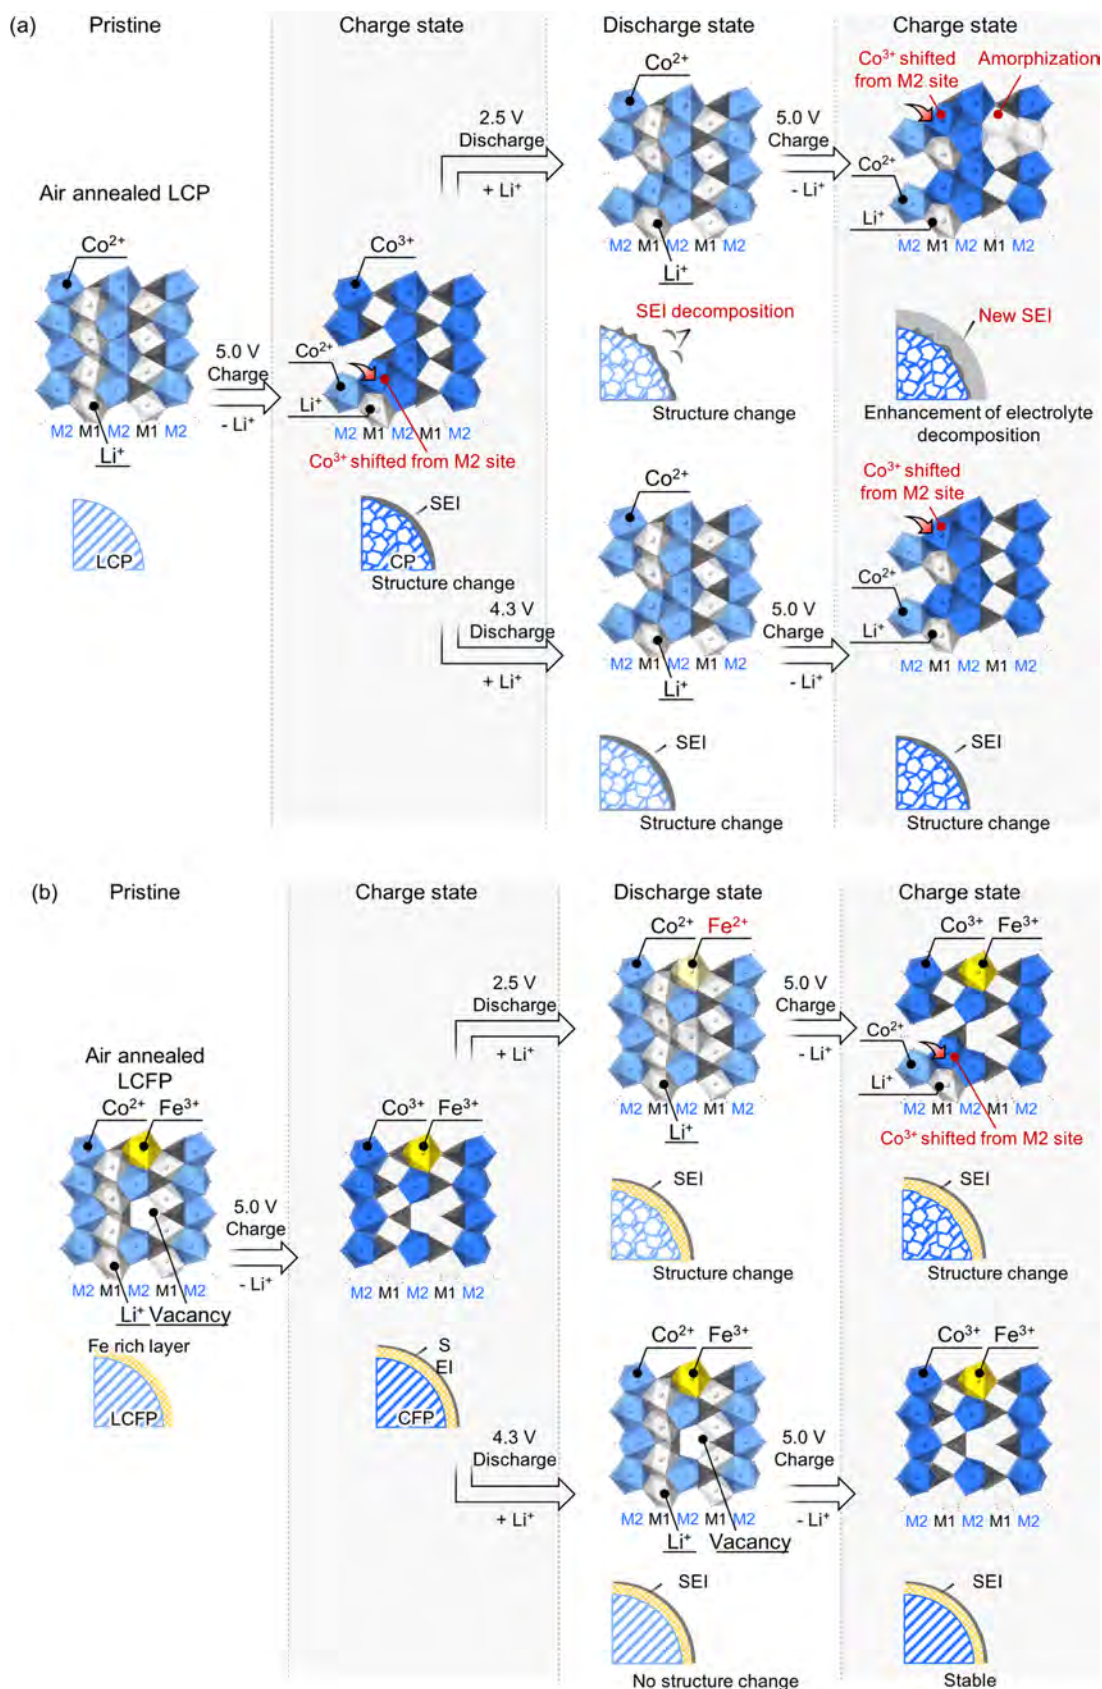 (a)
Pristine
Charge state
Discharge state
Charge state
Co²⁺
Co³⁺ shifted
from M2 site
Amorphization
2.5 V
Discharge
+ Li⁺
5.0 V
Charge
- Li⁺
Co²⁺
Li⁺
M2 M1 M2 M1 M2
Li⁺
M2 M1 M2 M1 M2
Air annealed LCP
Co²⁺
Co³⁺
5.0 V
Charge
- Li⁺
Co²⁺
Li⁺
M2 M1 M2 M1 M2
Li⁺
M2 M1 M2 M1 M2
Co³⁺ shifted from M2 site
SEI decomposition
Structure change
New SEI
Enhancement of electrolyte
decomposition
LCP
SEI
CP
Structure change
4.3 V
Discharge
+ Li⁺
Co²⁺
Li⁺
M2 M1 M2 M1 M2
5.0 V
Charge
- Li⁺
Co³⁺ shifted
from M2 site
Co²⁺
Li⁺
M2 M1 M2 M1 M2
SEI
Structure change
SEI
Structure change
(b)
Pristine
Charge state
Discharge state
Charge state
Co²⁺
Fe²⁺
Co³⁺
Fe³⁺
2.5 V
Discharge
+ Li⁺
5.0 V
Charge
- Li⁺
Co²⁺
Li⁺
M2 M1 M2 M1 M2
Li⁺
M2 M1 M2 M1 M2
Co³⁺ shifted from M2 site
Air annealed
LCFP
Co²⁺
Fe³⁺
Co³⁺
Fe³⁺
5.0 V
Charge
- Li⁺
M2 M1 M2 M1 M2
Li⁺
Vacancy
M2 M1 M2 M1 M2
SEI
Structure change
SEI
Structure change
Fe rich layer
LCFP
S
EI
CFP
4.3 V
Discharge
+ Li⁺
Co²⁺
Fe³⁺
M2 M1 M2 M1 M2
Li⁺
Vacancy
5.0 V
Charge
- Li⁺
Co³⁺
Fe³⁺
M2 M1 M2 M1 M2
SEI
No structure change
SEI
Stable